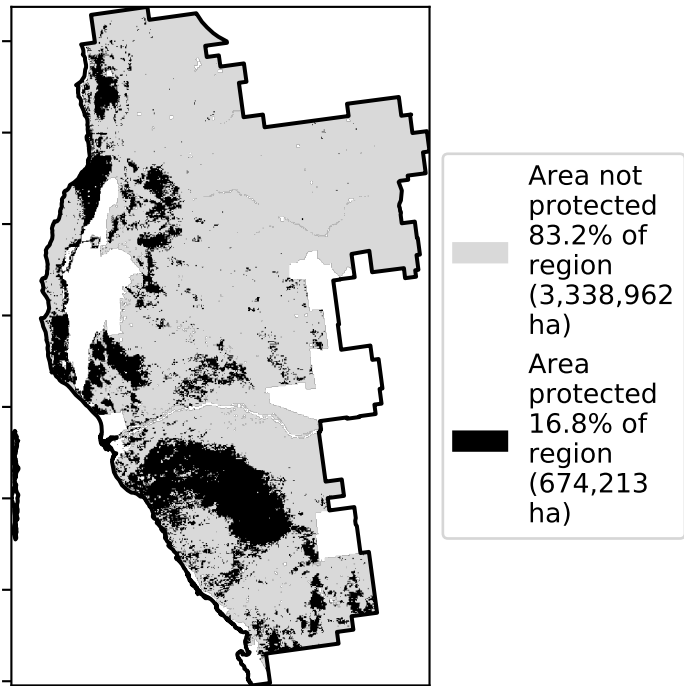 Area not
protected
83.2% of
region
(3,338,962
ha)
Area
protected
16.8% of
region
(674,213
ha)